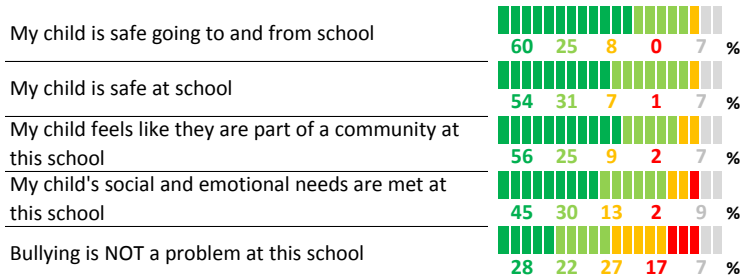 My child is safe going to and from school
60 25 8 0 7 %
My child is safe at school
54 31 7 1 7 %
My child feels like they are part of a community at
this school
56 25 9 2 7 %
My child's social and emotional needs are met at
this school
45 30 13 2 9 %
Bullying is NOT a problem at this school
28 22 27 17 7 %